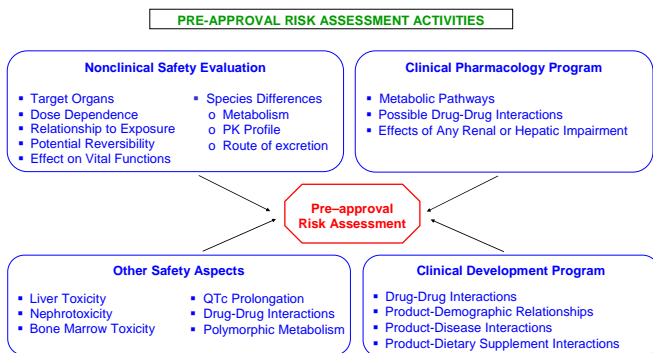 PRE-APPROVAL RISK ASSESSMENT ACTIVITIES
Nonclinical Safety Evaluation
▪ Target Organs
▪ Dose Dependence
▪ Relationship to Exposure
▪ Potential Reversibility
▪ Effect on Vital Functions
▪ Species Differences
o Metabolism
o PK Profile
o Route of excretion
Clinical Pharmacology Program
▪ Metabolic Pathways
▪ Possible Drug-Drug Interactions
▪ Effects of Any Renal or Hepatic Impairment
Pre–approval
Risk Assessment
Other Safety Aspects
▪ Liver Toxicity
▪ Nephrotoxicity
▪ Bone Marrow Toxicity
▪ QTc Prolongation
▪ Drug-Drug Interactions
▪ Polymorphic Metabolism
Clinical Development Program
▪ Drug-Drug Interactions
▪ Product-Demographic Relationships
▪ Product-Disease Interactions
▪ Product-Dietary Supplement Interactions